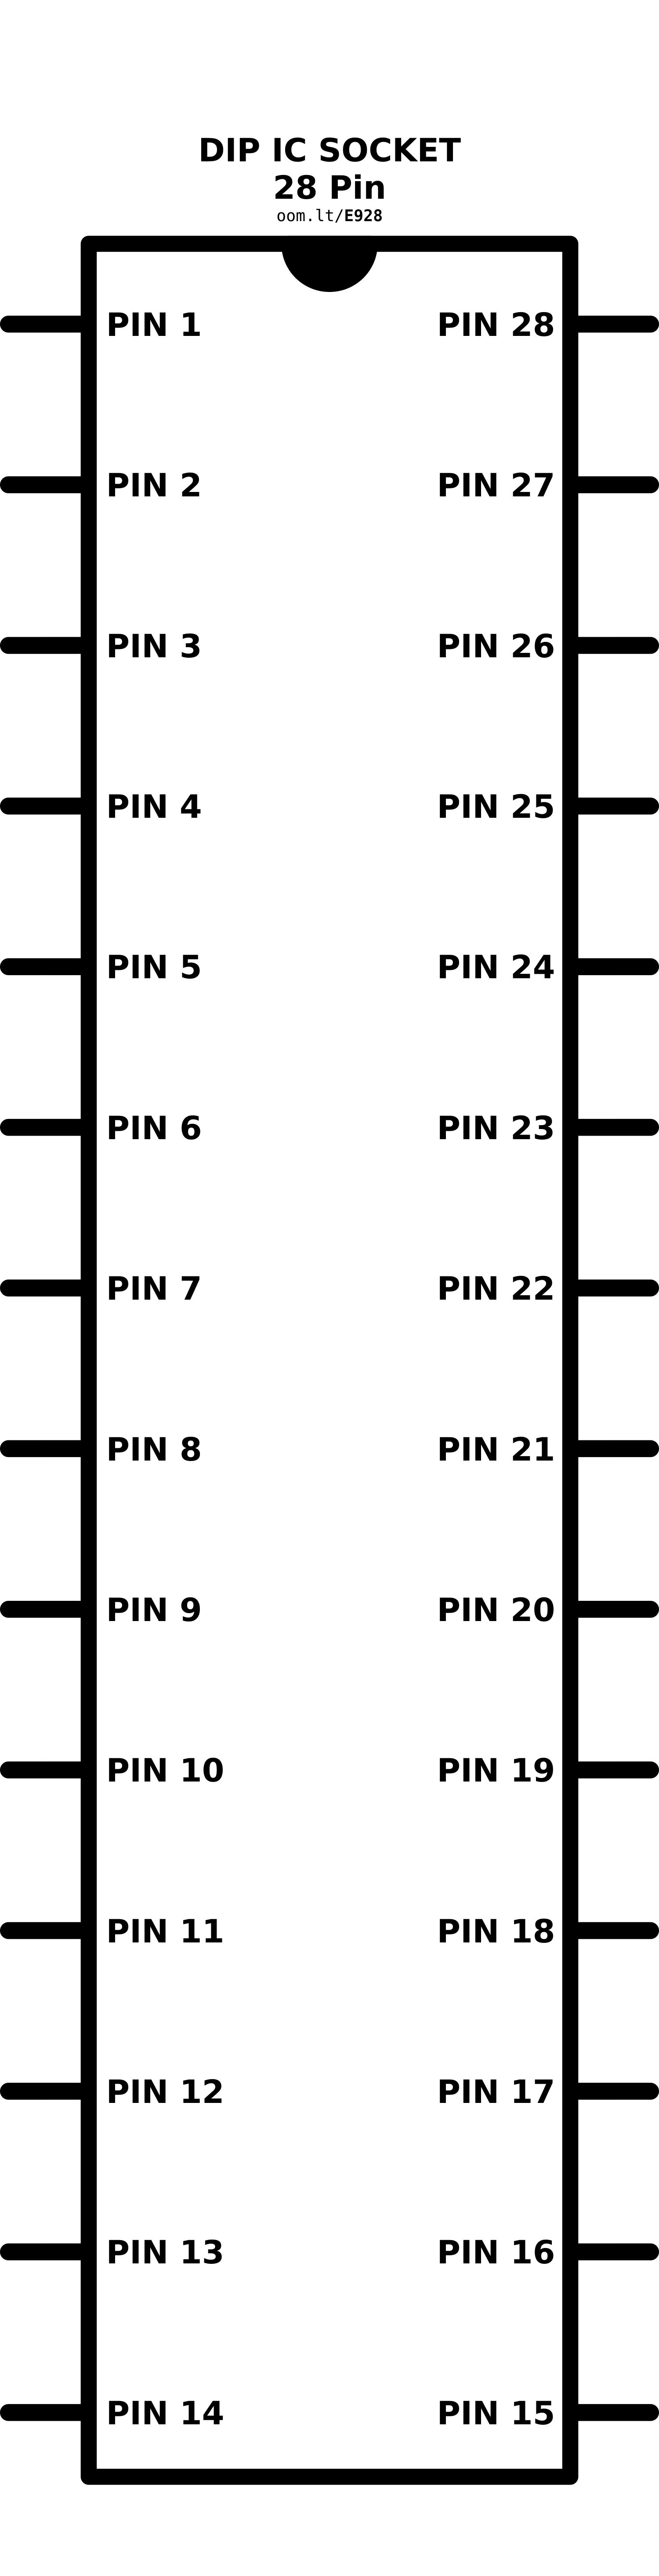 DIP IC SOCKET
28 Pin
oom.lt/E928
PIN 1 PIN 28
PIN 2 PIN 27
PIN 3 PIN 26
PIN 4 PIN 25
PIN 5 PIN 24
PIN 6 PIN 23
PIN 7 PIN 22
PIN 8 PIN 21
PIN 9 PIN 20
PIN 10 PIN 19
PIN 11 PIN 18
PIN 12 PIN 17
PIN 13 PIN 16
PIN 14 PIN 15